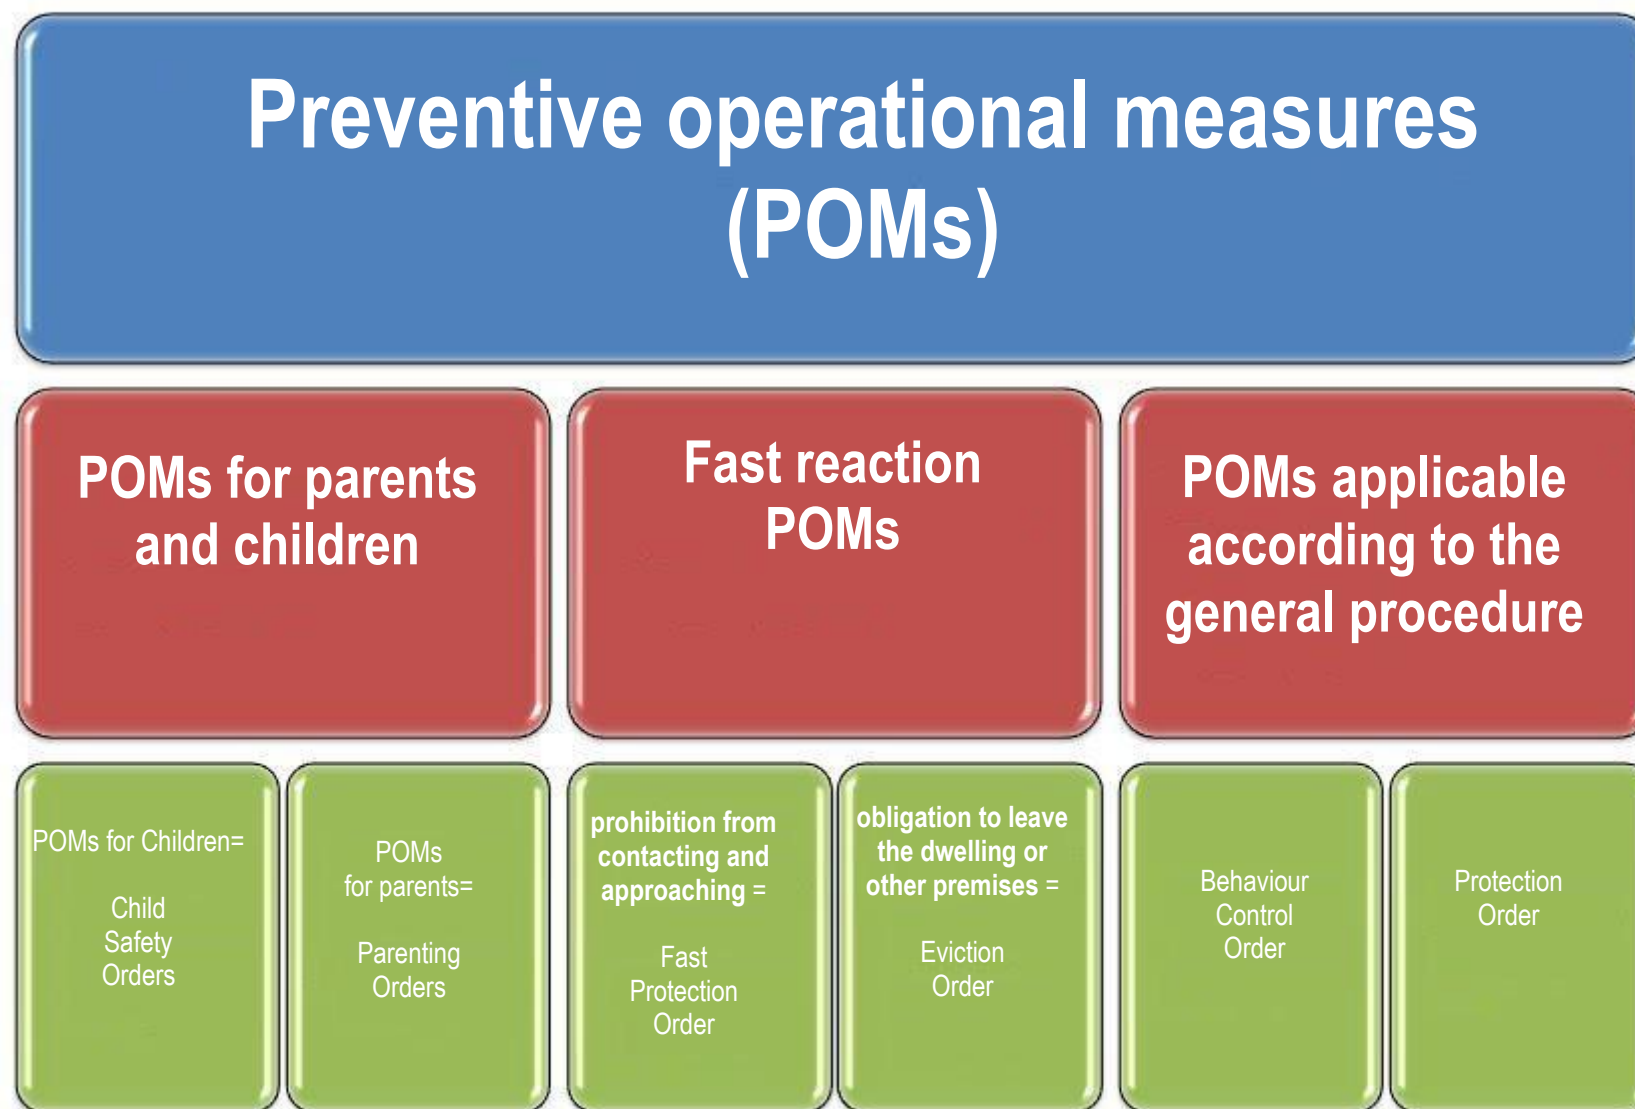 Preventive operational measures
(POMs)
POMs for parents
and children
Fast reaction
POMs
POMs applicable
according to the
general procedure
POMs for Children=
Child
Safety
Orders
POMs
for parents=
Parenting
Orders
prohibition from
contacting and
approaching =
Fast
Protection
Order
obligation to leave
the dwelling or
other premises =
Eviction
Order
Behaviour
Control
Order
Protection
Order